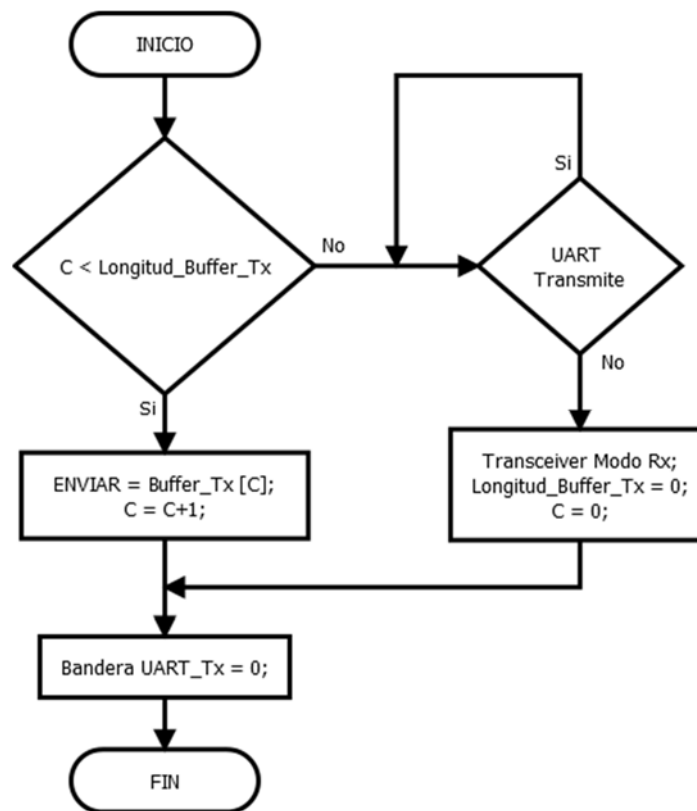 INICIO
C < Longitud_Buffer_Tx
No
Si
UART
Transmite
Si
No
ENVIAR = Buffer_Tx [C];
C = C+1;
Transceiver Modo Rx;
Longitud_Buffer_Tx = 0;
C = 0;
Bandera UART_Tx = 0;
FIN